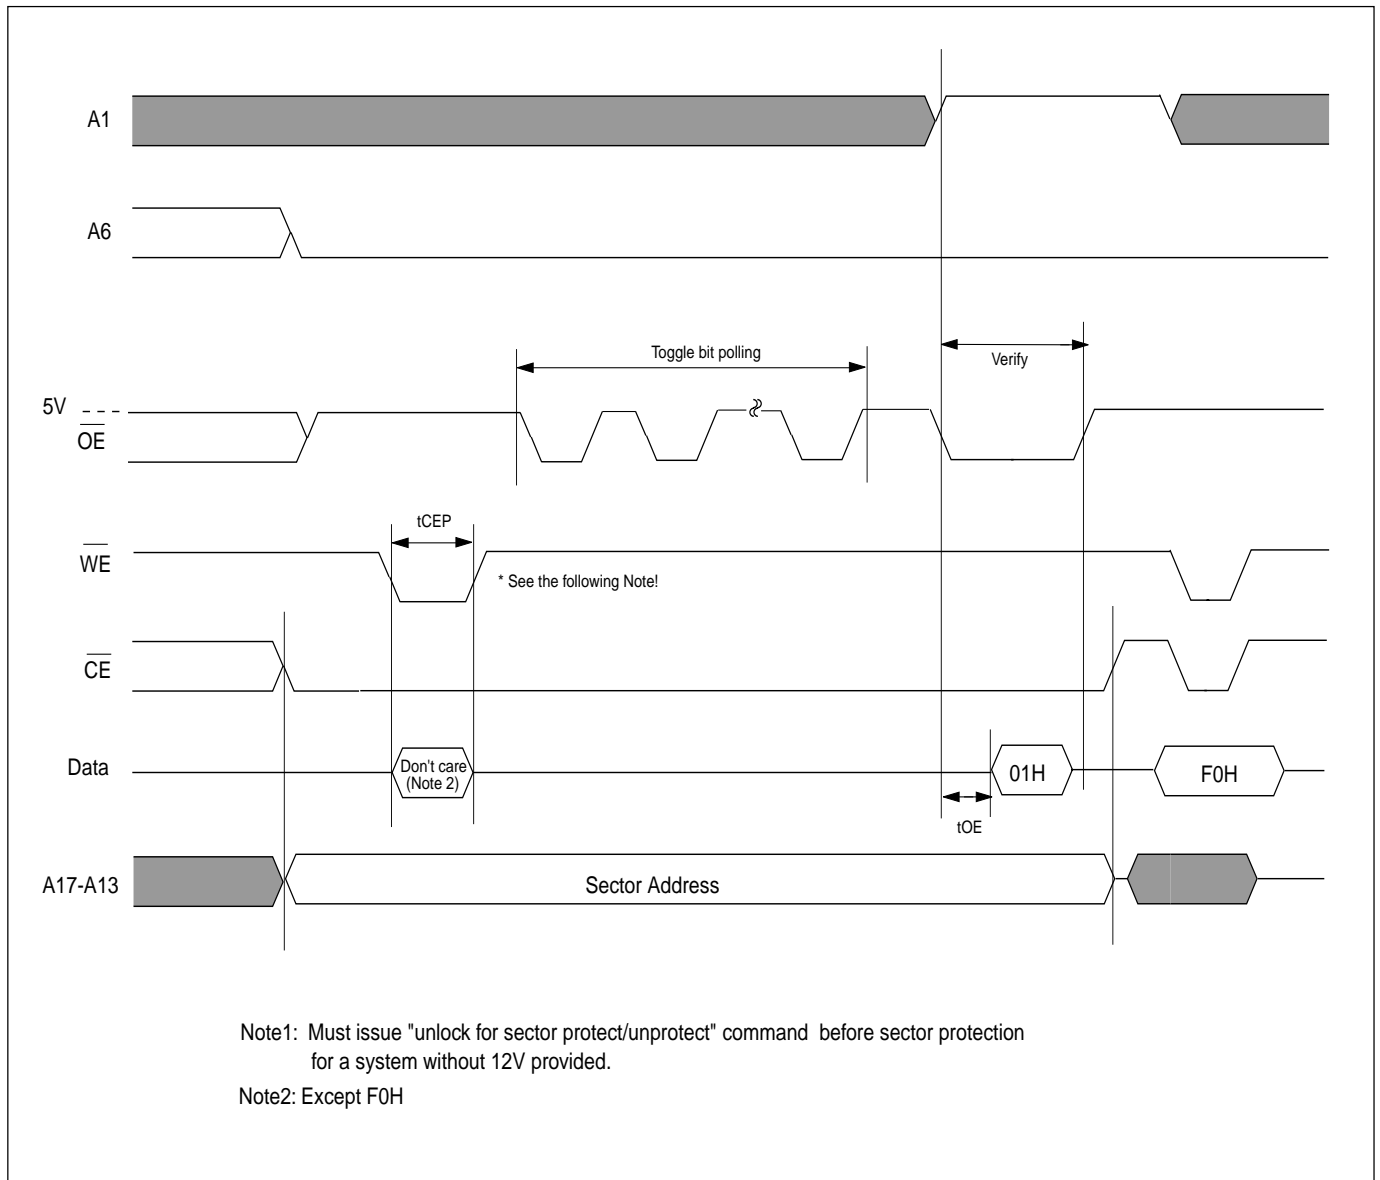 A1
A6
Toggle bit polling
Verify
5V
OE
tCEP
WE
* See the following Note!
CE
Data
Don't care
(Note 2)
01H
F0H
tOE
A17-A13
Sector Address
Note1: Must issue "unlock for sector protect/unprotect" command before sector protection
for a system without 12V provided.
Note2: Except F0H